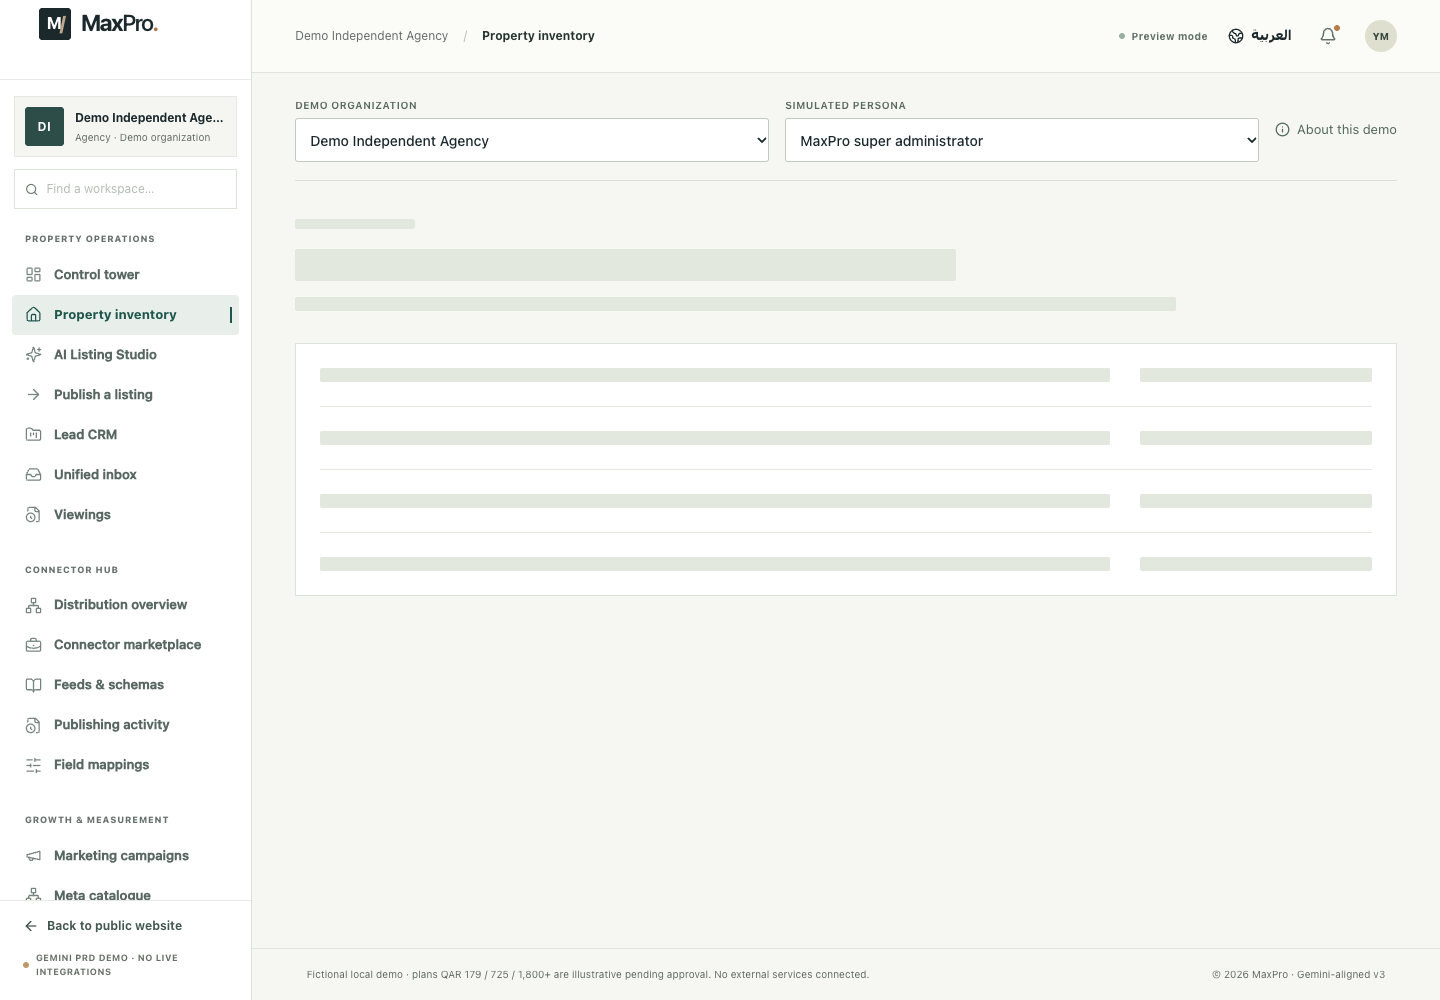 M/ MaxPro.
DI
Demo Independent Age...
Agency · Demo organization
Find a workspace...
PROPERTY OPERATIONS
Control tower
Property inventory
AI Listing Studio
Publish a listing
Lead CRM
Unified inbox
Viewings
CONNECTOR HUB
Distribution overview
Connector marketplace
Feeds & schemas
Publishing activity
Field mappings
GROWTH & MEASUREMENT
Marketing campaigns
Meta catalogue
Back to public website
GEMINI PRD DEMO · NO LIVE
INTEGRATIONS
Demo Independent Agency / Property inventory
Preview mode
العربية
YM
DEMO ORGANIZATION
Demo Independent Agency
SIMULATED PERSONA
MaxPro super administrator
About this demo
Fictional local demo · plans QAR 179 / 725 / 1,800+ are illustrative pending approval. No external services connected.
© 2026 MaxPro · Gemini-aligned v3